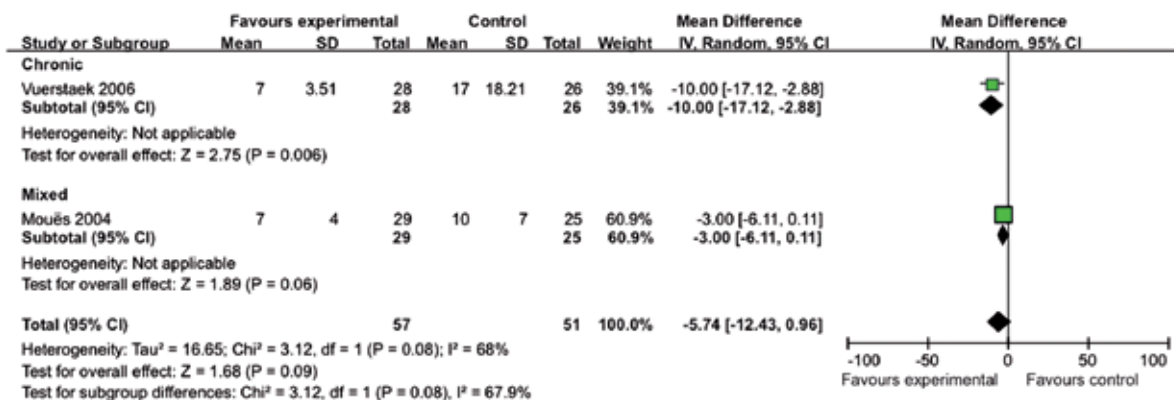 Favours experimental Control Mean Difference Mean Difference
Study or Subgroup Mean SD Total Mean SD Total Weight IV, Random, 95% CI IV, Random, 95% CI
Chronic
Vuerstaek 2006 7 3.51 28 17 18.21 26 39.1% -10.00 [-17.12, -2.88]
Subtotal (95% CI) 28 26 39.1% -10.00 [-17.12, -2.88]
Heterogeneity: Not applicable
Test for overall effect: Z = 2.75 (P = 0.006)
Mixed
Mouës 2004 7 4 29 10 7 25 60.9% -3.00 [-6.11, 0.11]
Subtotal (95% CI) 29 25 60.9% -3.00 [-6.11, 0.11]
Heterogeneity: Not applicable
Test for overall effect: Z = 1.89 (P = 0.06)
Total (95% CI) 57 51 100.0% -5.74 [-12.43, 0.96]
Heterogeneity: Tau² = 16.65; Chi² = 3.12, df = 1 (P = 0.08); I² = 68%
Test for overall effect: Z = 1.68 (P = 0.09)
Test for subgroup differences: Chi² = 3.12, df = 1 (P = 0.08), I² = 67.9%
-100 -50 0 50 100
Favours experimental Favours control